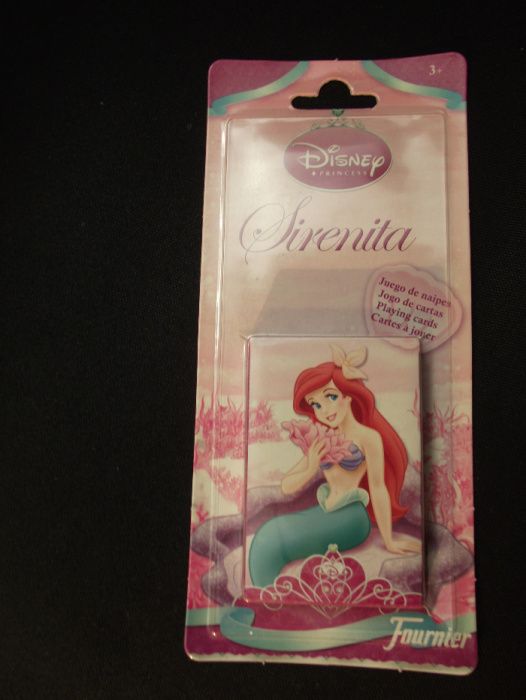 3+
Disney
PRINCESS
Sirenita
Juego de naipes
Jogo de cartas
Playing cards
Cartes à jouer
Fournier